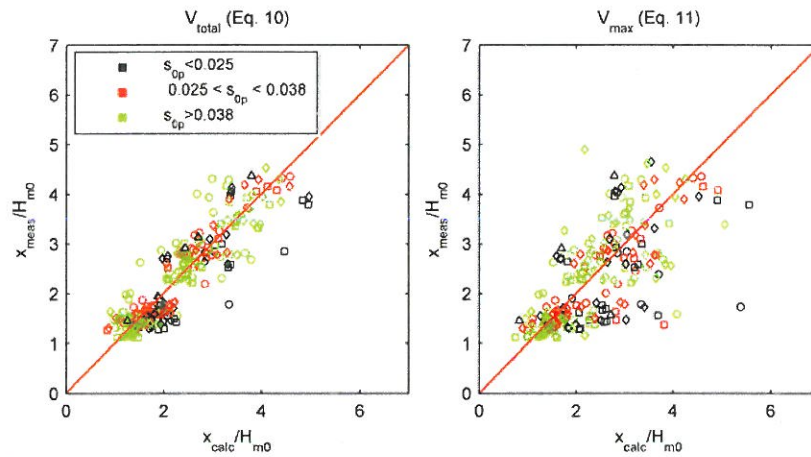 V_total (Eq. 10)
V_max (Eq. 11)
s_0p<0.025
0.025 < s_0p < 0.038
s_0p>0.038
7
6
5
4
3
2
1
0
x_meas/H_m0
0 2 4 6
x_calc/H_m0
7
6
5
4
3
2
1
0
x_meas/H_m0
0 2 4 6
x_calc/H_m0